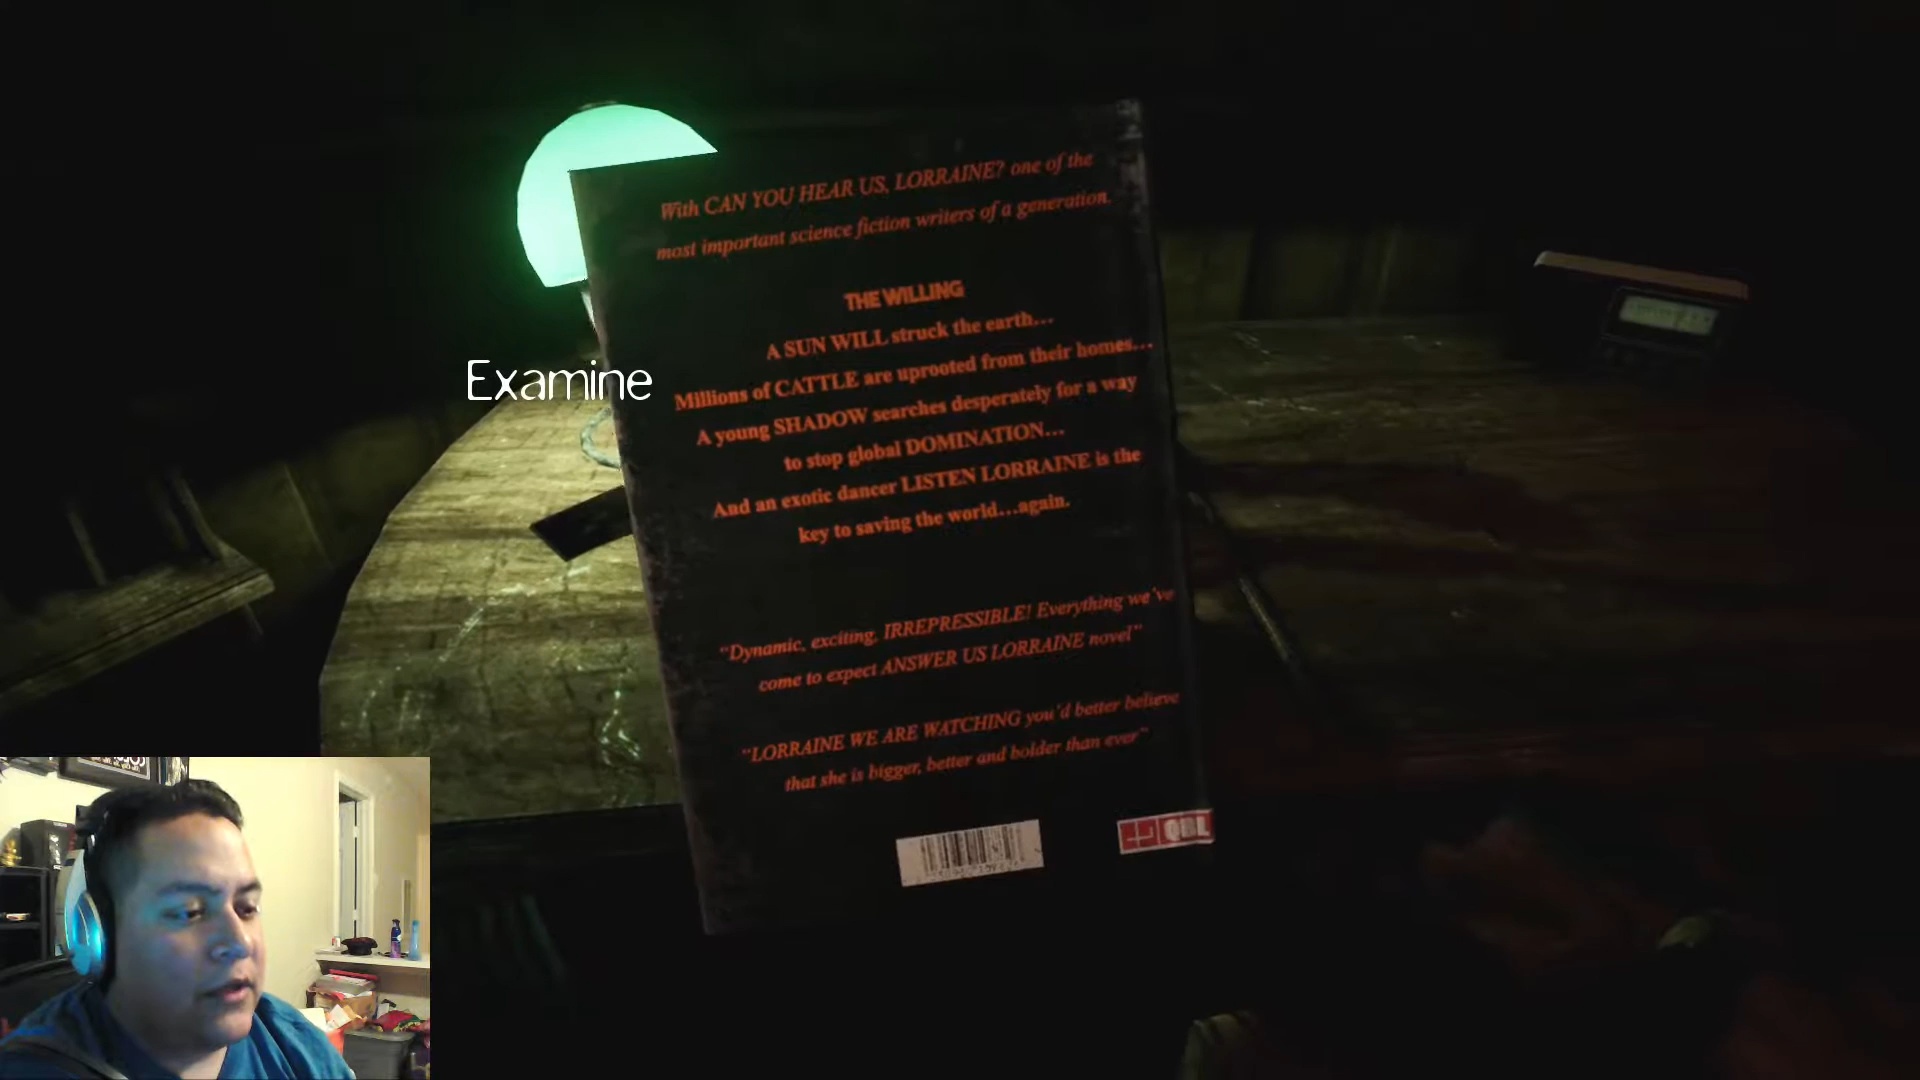 With CAN YOU HEAR US, LORRAINE? one of the
most important science fiction writers of a generation.
THE WILLING
A SUN WILL struck the earth...
Millions of CATTLE are uprooted from their homes...
A young SHADOW searches desperately for a way
to stop global DOMINATION...
And an exotic dancer LISTEN LORRAINE is the
key to saving the world...again.
Examine
"Dynamic, exciting, IRREPRESSIBLE! Everything we've
come to expect ANSWER US LORRAINE novel"
"LORRAINE WE ARE WATCHING you'd better believe
that she is bigger, better and bolder than ever"